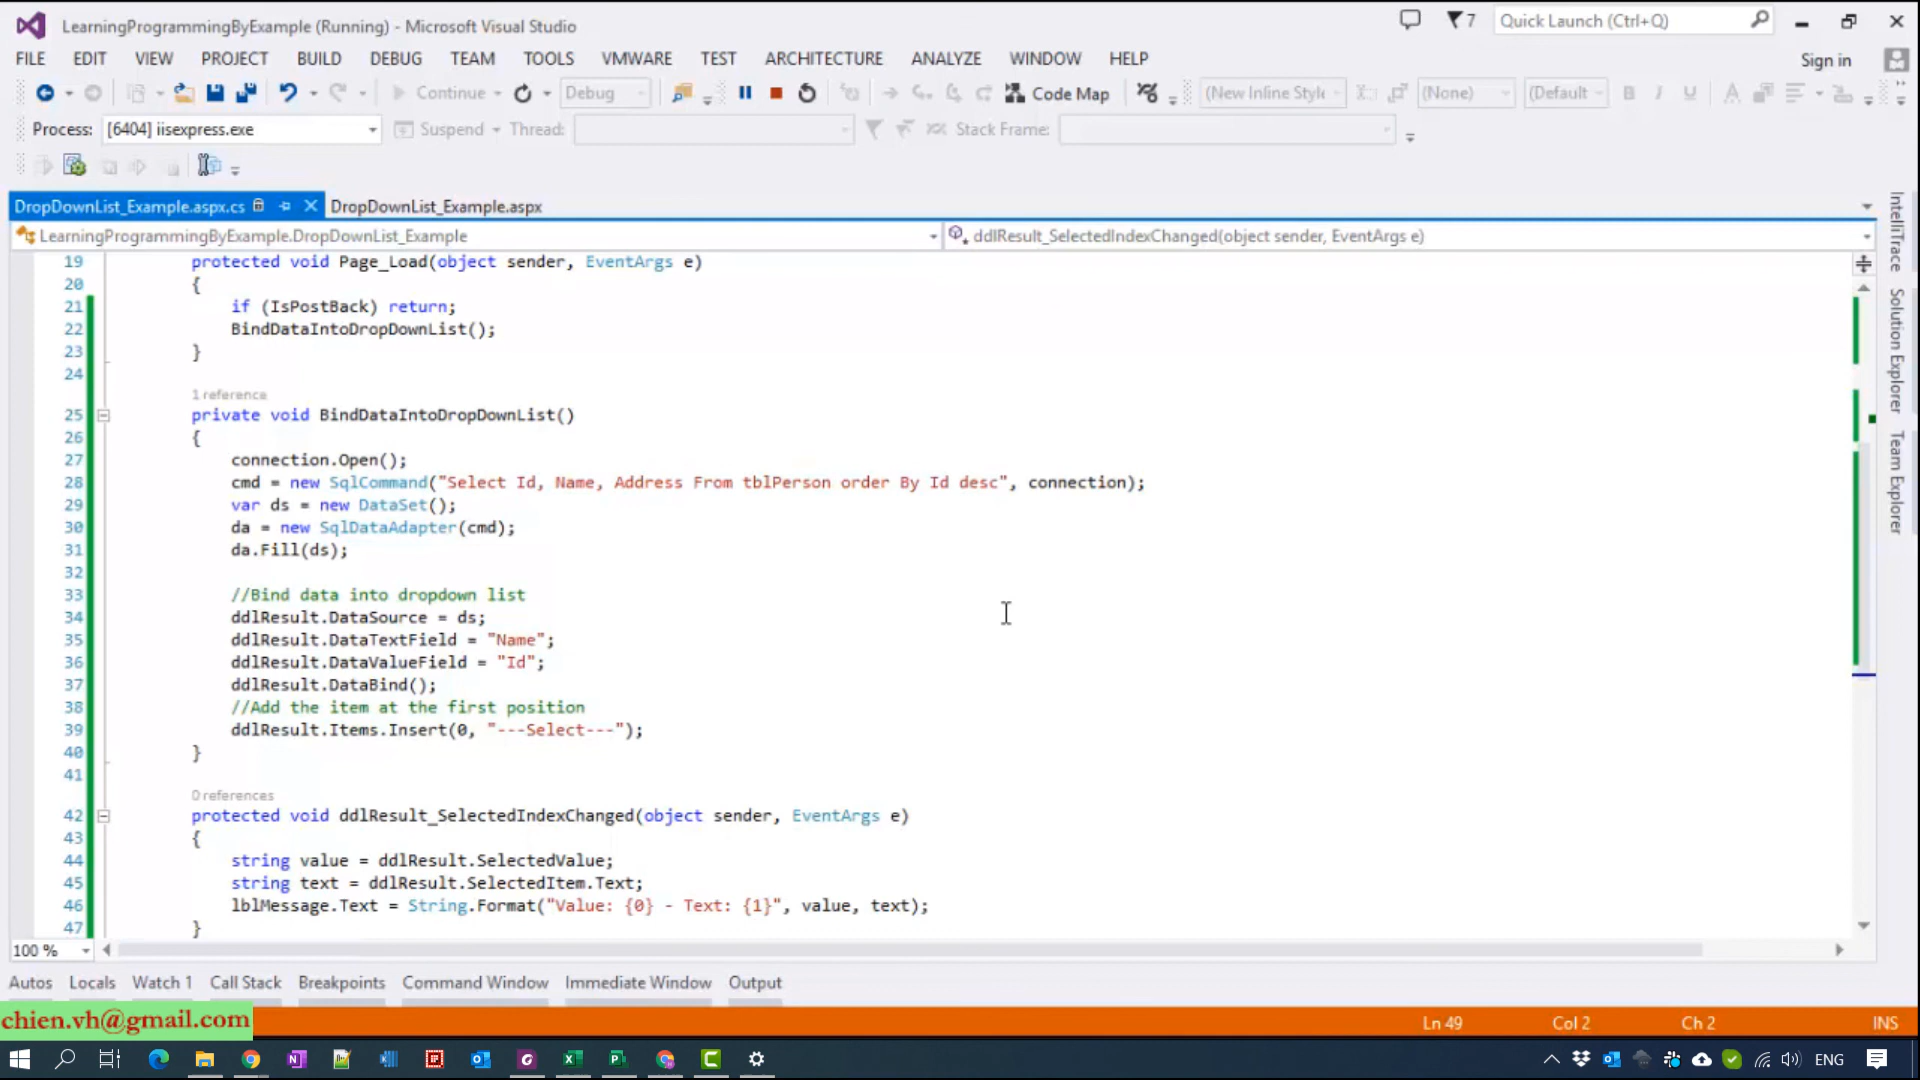 LearningProgrammingByExample (Running) - Microsoft Visual Studio
7
Quick Launch (Ctrl+Q)
FILE EDIT VIEW PROJECT BUILD DEBUG TEAM TOOLS VMWARE TEST ARCHITECTURE ANALYZE WINDOW HELP
Sign in
Continue Debug Code Map (New Inline Style (None) (Default B I U A
Process: [6404] iisexpress.exe Suspend Thread: Stack Frame:
DropDownList_Example.aspx.cs DropDownList_Example.aspx
LearningProgrammingByExample.DropDownList_Example ddlResult_SelectedIndexChanged(object sender, EventArgs e)
19 protected void Page_Load(object sender, EventArgs e)
20 {
21 if (IsPostBack) return;
22 BindDataIntoDropDownList();
23 }
24
1 reference
25 private void BindDataIntoDropDownList()
26 {
27 connection.Open();
28 cmd = new SqlCommand("Select Id, Name, Address From tblPerson order By Id desc", connection);
29 var ds = new DataSet();
30 da = new SqlDataAdapter(cmd);
31 da.Fill(ds);
32
33 //Bind data into dropdown list
34 ddlResult.DataSource = ds;
35 ddlResult.DataTextField = "Name";
36 ddlResult.DataValueField = "Id";
37 ddlResult.DataBind();
38 //Add the item at the first position
39 ddlResult.Items.Insert(0, "---Select---");
40 }
41
0 references
42 protected void ddlResult_SelectedIndexChanged(object sender, EventArgs e)
43 {
44 string value = ddlResult.SelectedValue;
45 string text = ddlResult.SelectedItem.Text;
46 lblMessage.Text = String.Format("Value: {0} - Text: {1}", value, text);
47 }
IntelliTrace
Solution Explorer
Team Explorer
100 %
Autos Locals Watch 1 Call Stack Breakpoints Command Window Immediate Window Output
chien.vh@gmail.com
Ln 49 Col 2 Ch 2 INS
ENG